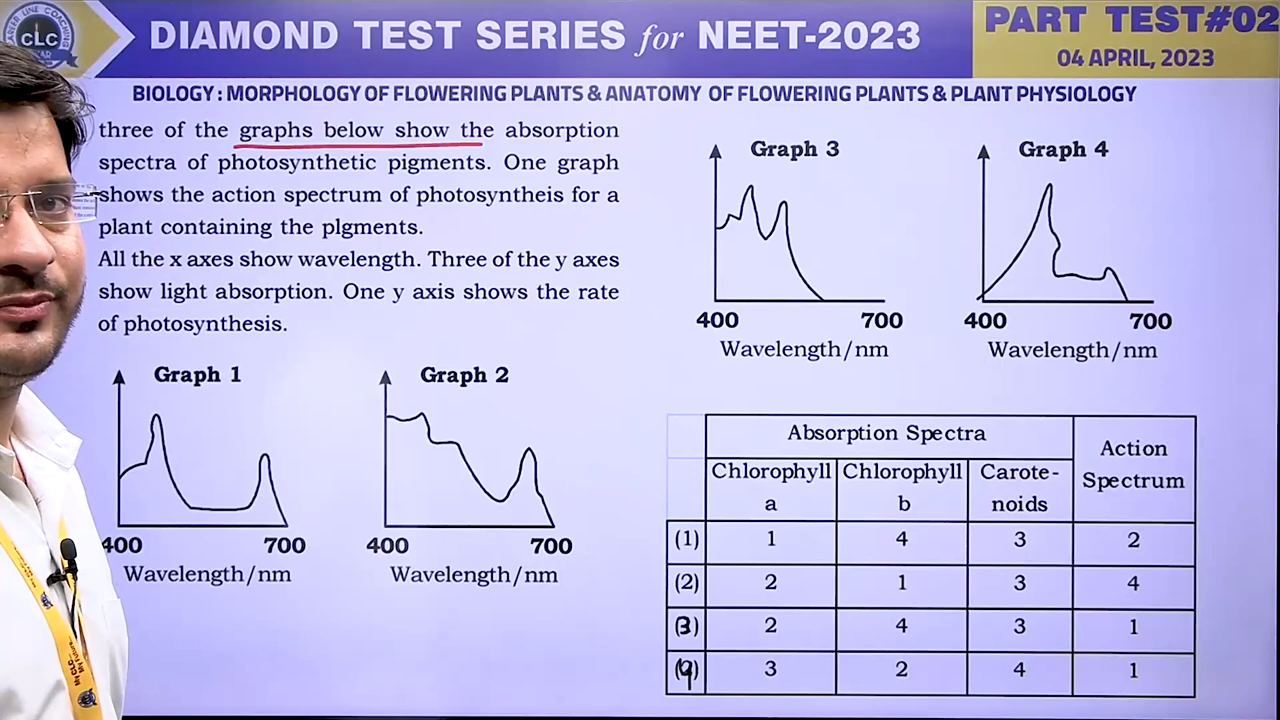 CLC
DIAMOND TEST SERIES for NEET-2023
PART TEST#02
04 APRIL, 2023
BIOLOGY : MORPHOLOGY OF FLOWERING PLANTS & ANATOMY OF FLOWERING PLANTS & PLANT PHYSIOLOGY
three of the graphs below show the absorption
spectra of photosynthetic pigments. One graph
shows the action spectrum of photosyntheis for a
plant containing the plgments.
All the x axes show wavelength. Three of the y axes
show light absorption. One y axis shows the rate
of photosynthesis.
Graph 1
400 700
Wavelength/nm
Graph 2
400 700
Wavelength/nm
Graph 3
400 700
Wavelength/nm
Graph 4
400 700
Wavelength/nm
Absorption Spectra
Action
Spectrum
Chlorophyll
a
Chlorophyll
b
Carote-
noids
(1) 1 4 3 2
(2) 2 1 3 4
(3) 2 4 3 1
(4) 3 2 4 1
My CLC...